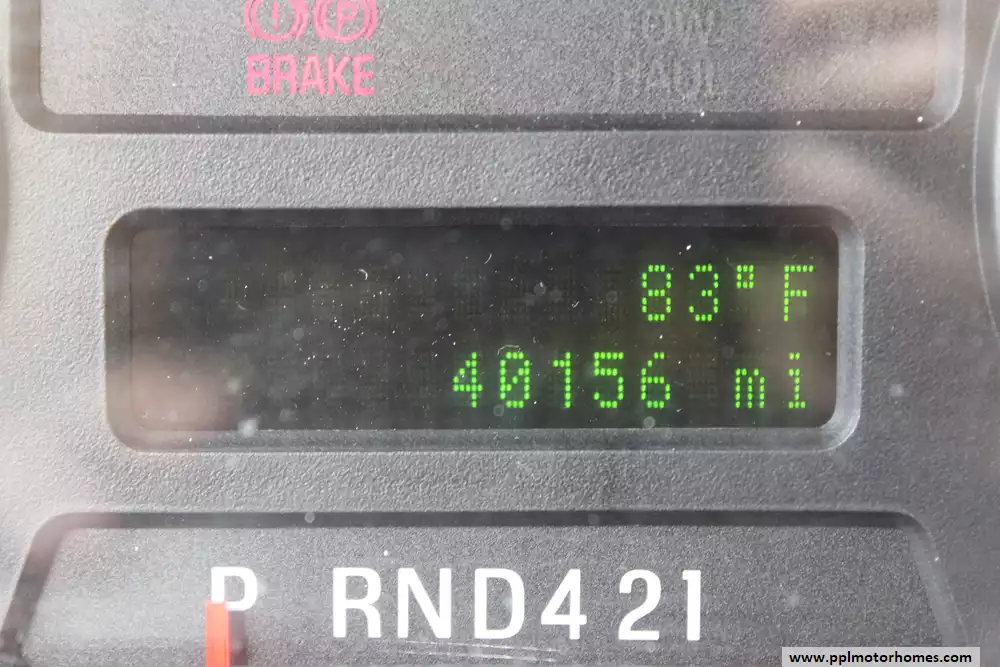 ! P
BRAKE
TOW
HAUL
83°F
40156 mi
P RND421
www.pplmotorhomes.com